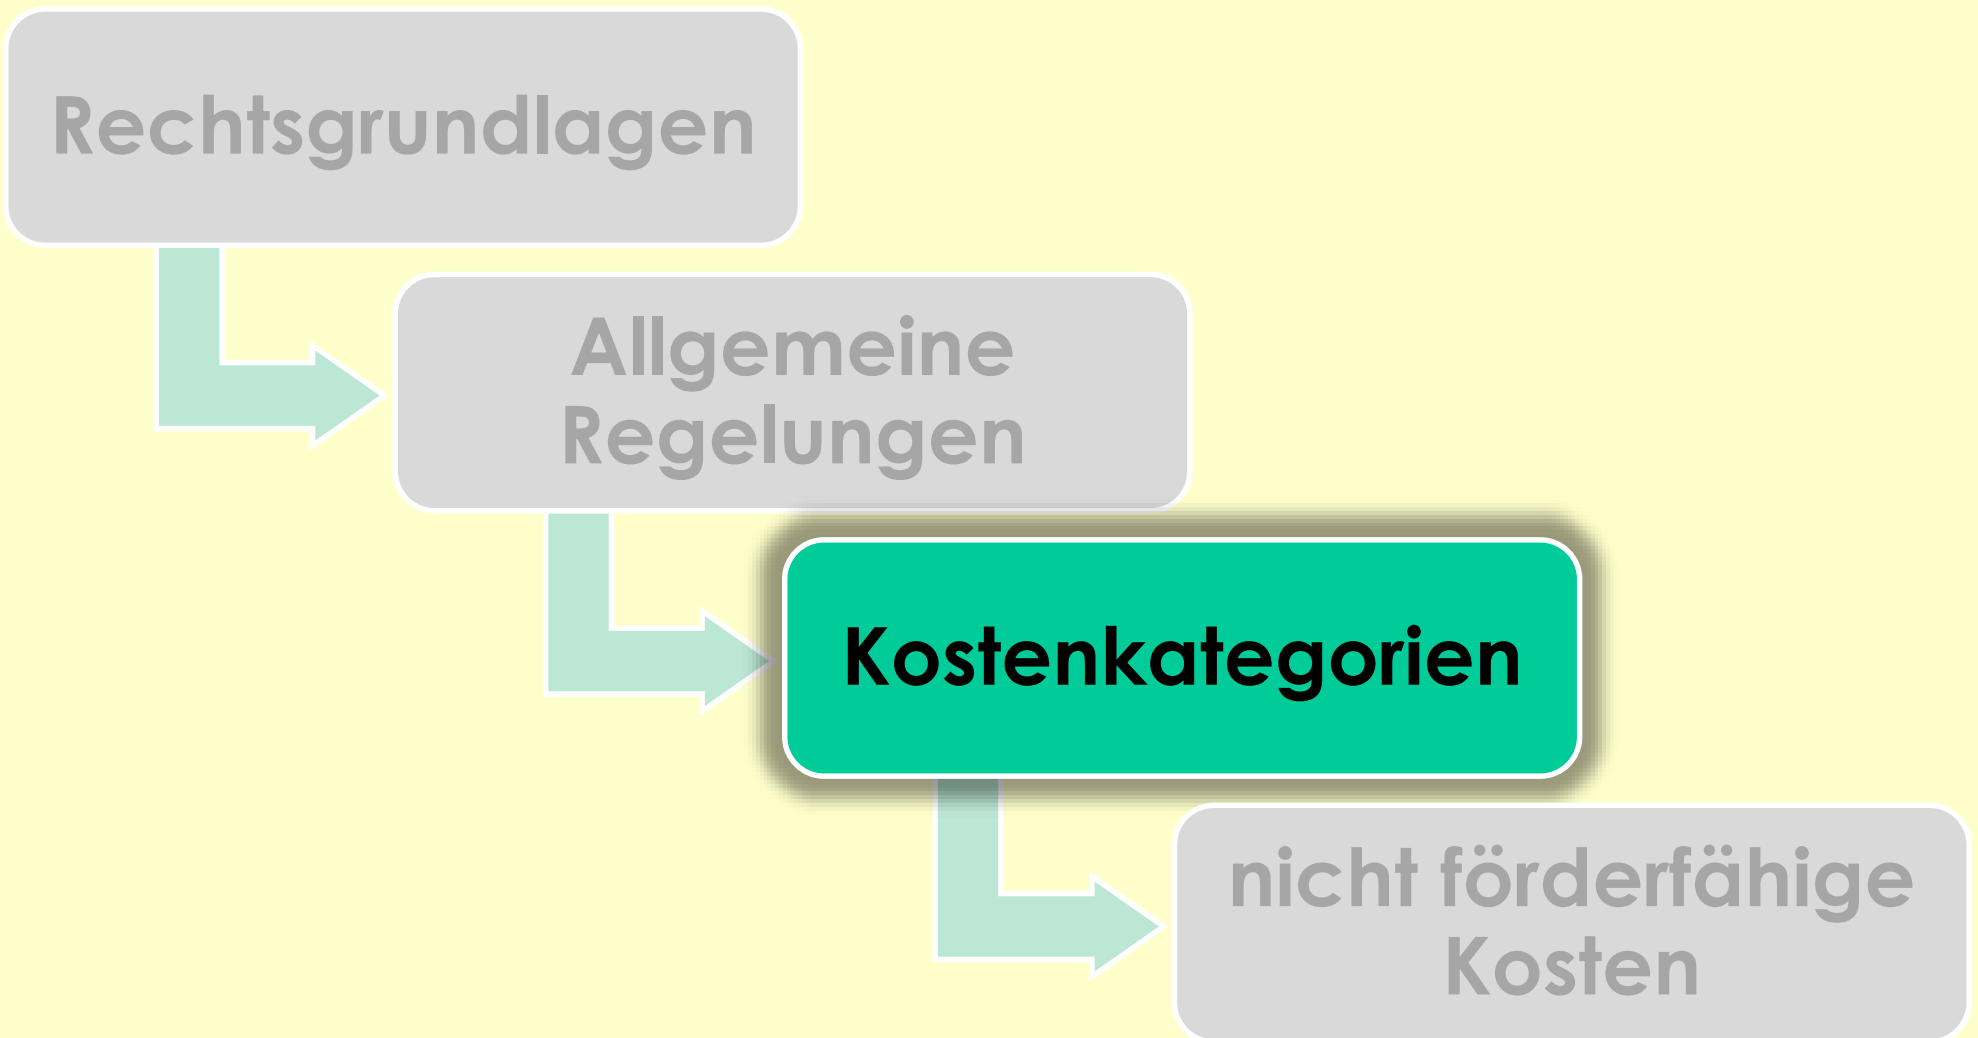 Rechtsgrundlagen
Allgemeine
Regelungen
Kostenkategorien
nicht förderfähige
Kosten